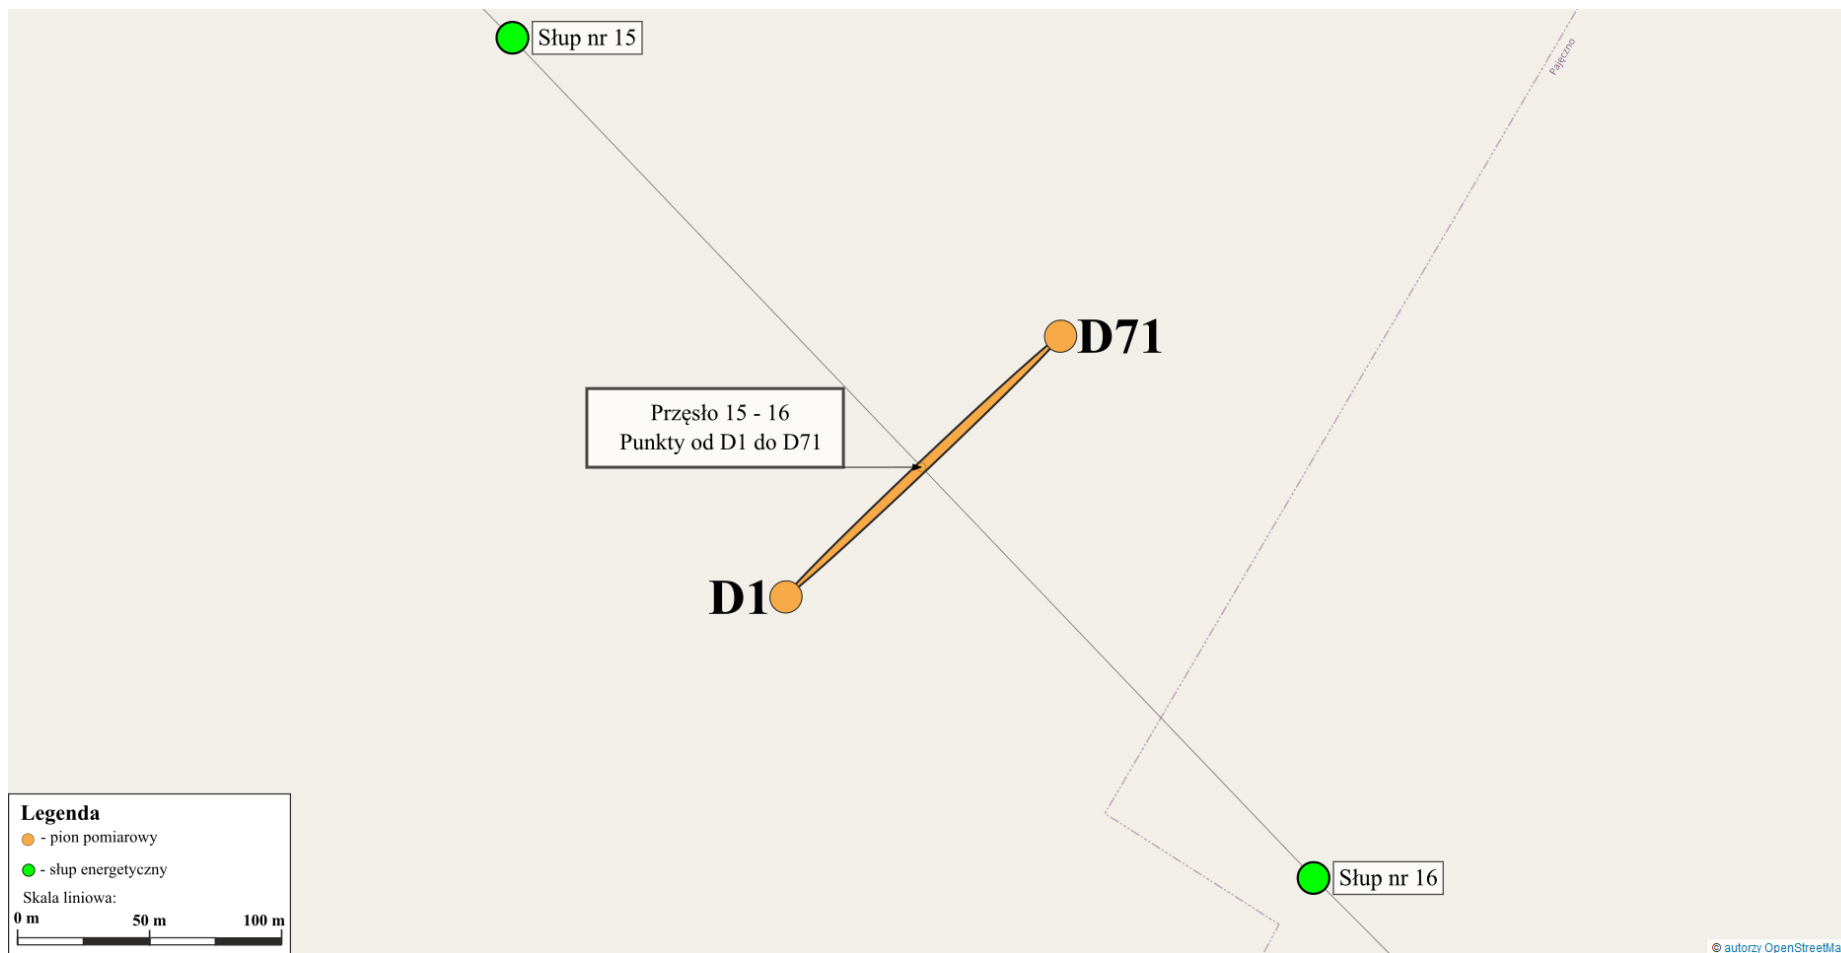 Słup nr 15
Pajęczno
D71
Przęsło 15 - 16
Punkty od D1 do D71
D1
Słup nr 16
Legenda
- pion pomiarowy
- słup energetyczny
Skala liniowa:
0 m 50 m 100 m
© autorzy OpenStreetMa